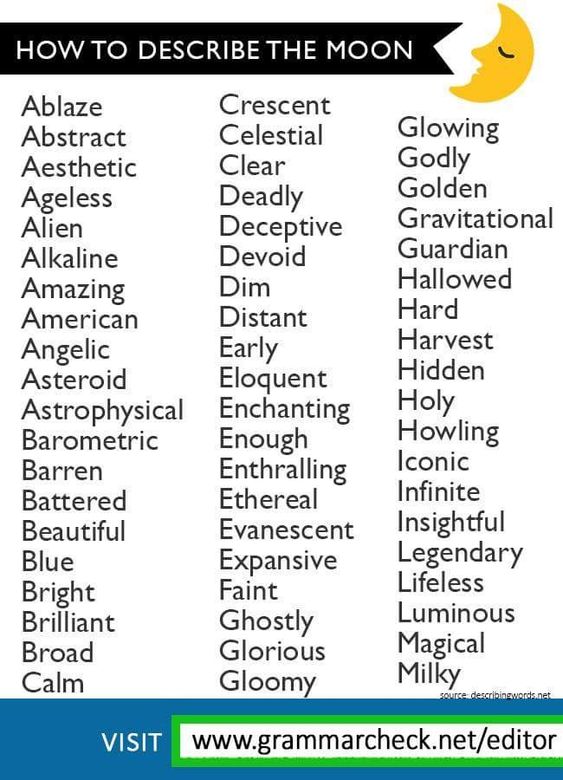 HOW TO DESCRIBE THE MOON
Ablaze
Abstract
Aesthetic
Ageless
Alien
Alkaline
Amazing
American
Angelic
Asteroid
Astrophysical
Barometric
Barren
Battered
Beautiful
Blue
Bright
Brilliant
Broad
Calm
Crescent
Celestial
Clear
Deadly
Deceptive
Devoid
Dim
Distant
Early
Eloquent
Enchanting
Enough
Enthralling
Ethereal
Evanescent
Expansive
Faint
Ghostly
Glorious
Gloomy
Glowing
Godly
Golden
Gravitational
Guardian
Hallowed
Hard
Harvest
Hidden
Holy
Howling
Iconic
Infinite
Insightful
Legendary
Lifeless
Luminous
Magical
Milky
source: describingwords.net
VISIT www.grammarcheck.net/editor